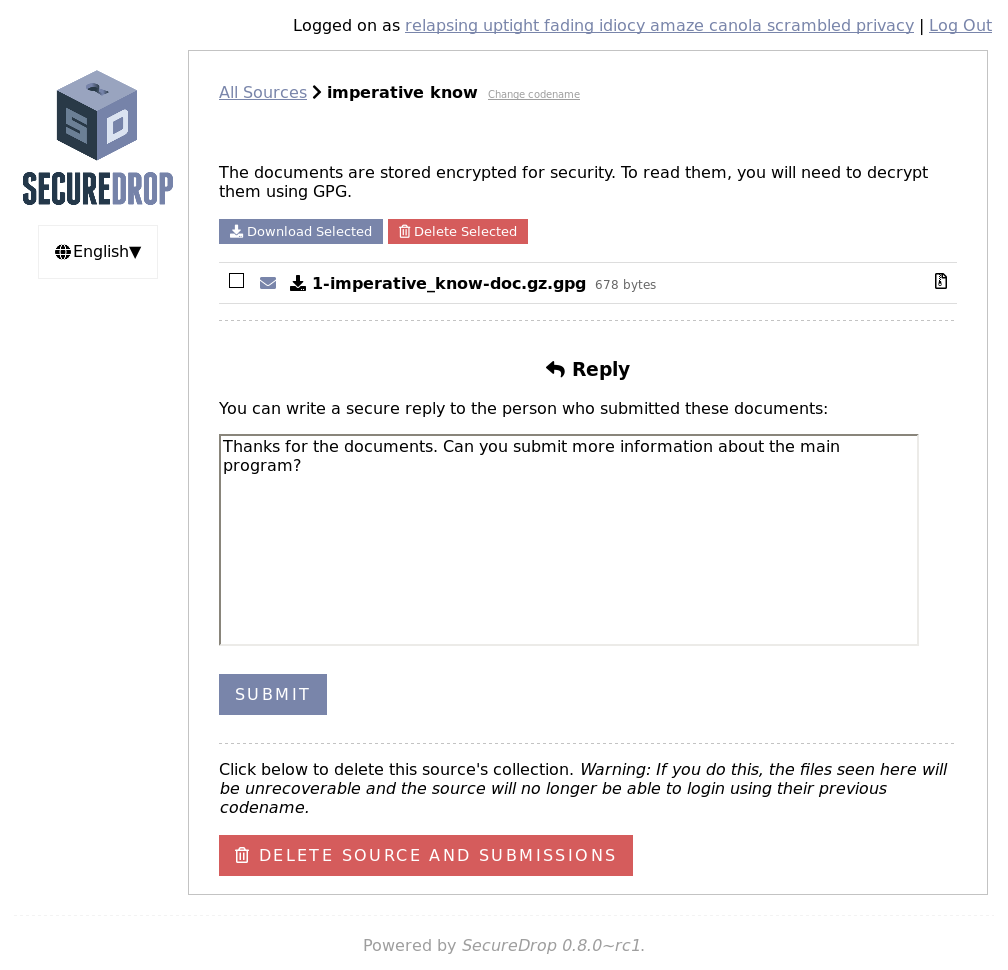 Logged on as relapsing uptight fading idiocy amaze canola scrambled privacy | Log Out
SD
SECUREDROP
English▼
All Sources > imperative know Change codename
The documents are stored encrypted for security. To read them, you will need to decrypt
them using GPG.
Download Selected Delete Selected
1-imperative_know-doc.gz.gpg 678 bytes
Reply
You can write a secure reply to the person who submitted these documents:
Thanks for the documents. Can you submit more information about the main
program?
SUBMIT
Click below to delete this source's collection. Warning: If you do this, the files seen here will
be unrecoverable and the source will no longer be able to login using their previous
codename.
DELETE SOURCE AND SUBMISSIONS
Powered by SecureDrop 0.8.0~rc1.